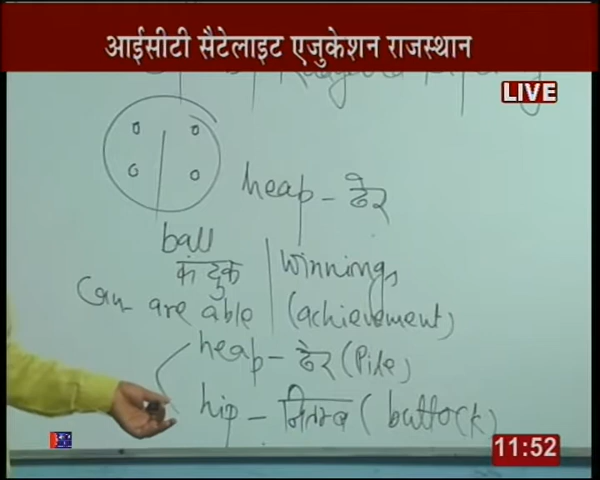 आईसीटी सैटेलाइट एजुकेशन राजस्थान
LIVE
heap - ढेर
ball
कंदुक
winnings
Can are able
(achievement)
heap - ढेर (Pile)
hip - नितम्ब (buttock)
11:52